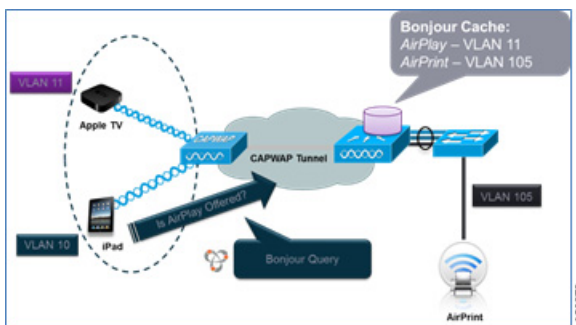 Bonjour Cache:
AirPlay – VLAN 11
AirPrint – VLAN 105
VLAN 11
Apple TV
CAPWAP
CAPWAP Tunnel
Is AirPlay Offered?
VLAN 105
VLAN 10
iPad
Bonjour Query
AirPrint